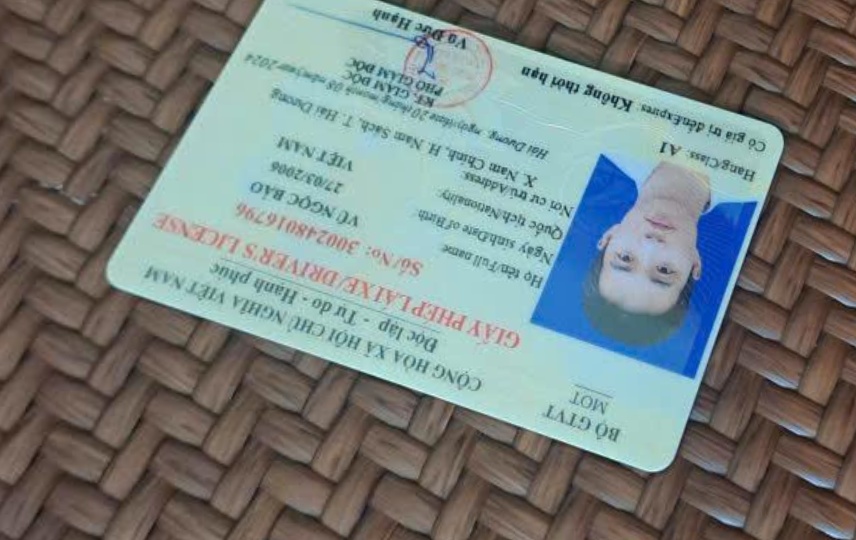 BỘ GTVT
MOT
CỘNG HÒA XÃ HỘI CHỦ NGHĨA VIỆT NAM
Độc lập - Tự do - Hạnh phúc
GIẤY PHÉP LÁI XE/DRIVER'S LICENSE
Số/No: 300248016796
Họ tên/Full name: VŨ NGỌC BẢO
Ngày sinh/Date of Birth: 27/03/2006
Quốc tịch/Nationality: VIỆT NAM
Nơi cư trú/Address:
X. Nam Chính, H. Nam Sách, T. Hải Dương
Hải Dương, ngày/date 20 tháng/month 05 năm/year 2024
KT. GIÁM ĐỐC
PHÓ GIÁM ĐỐC
Hạng/Class: A1
Có giá trị đến/Expires: Không thời hạn
Vũ Đức Hạnh